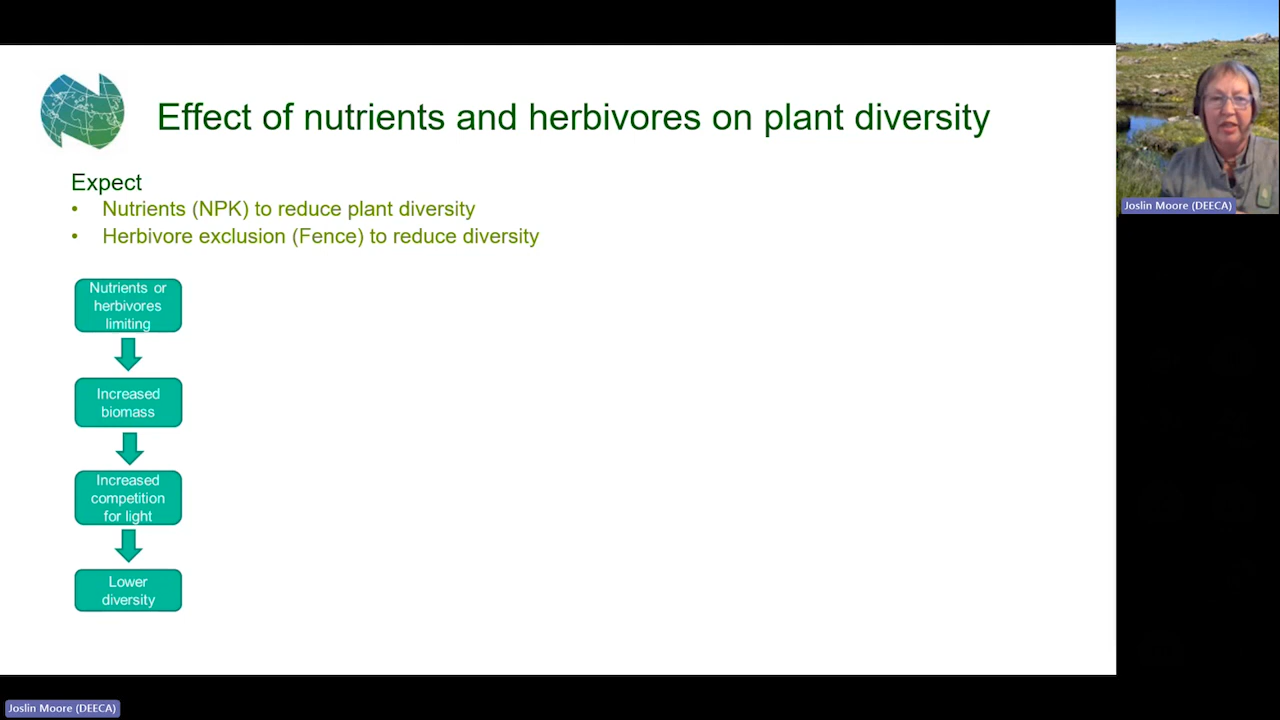 Effect of nutrients and herbivores on plant diversity
Expect
• Nutrients (NPK) to reduce plant diversity
• Herbivore exclusion (Fence) to reduce diversity
Nutrients or
herbivores
limiting
Increased
biomass
Increased
competition
for light
Lower
diversity
Joslin Moore (DEECA)
Joslin Moore (DEECA)